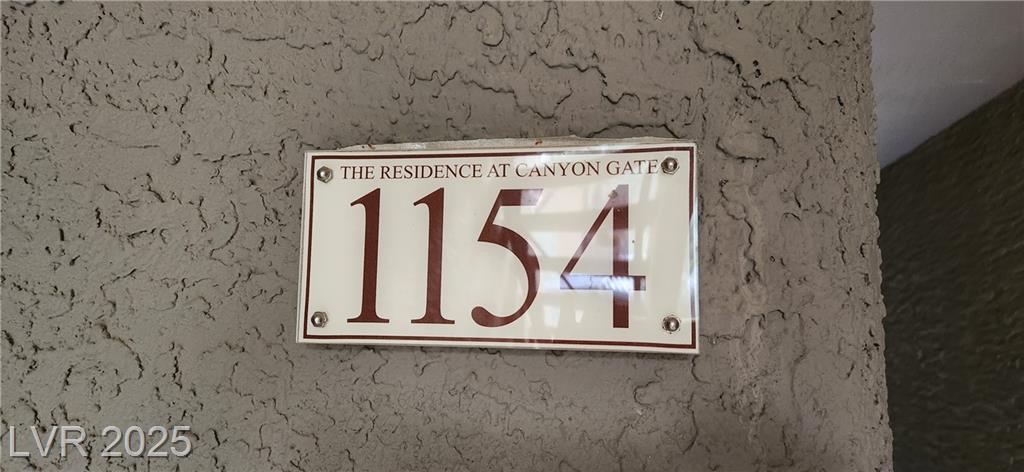 THE RESIDENCE AT CANYON GATE
1154
LVR 2025